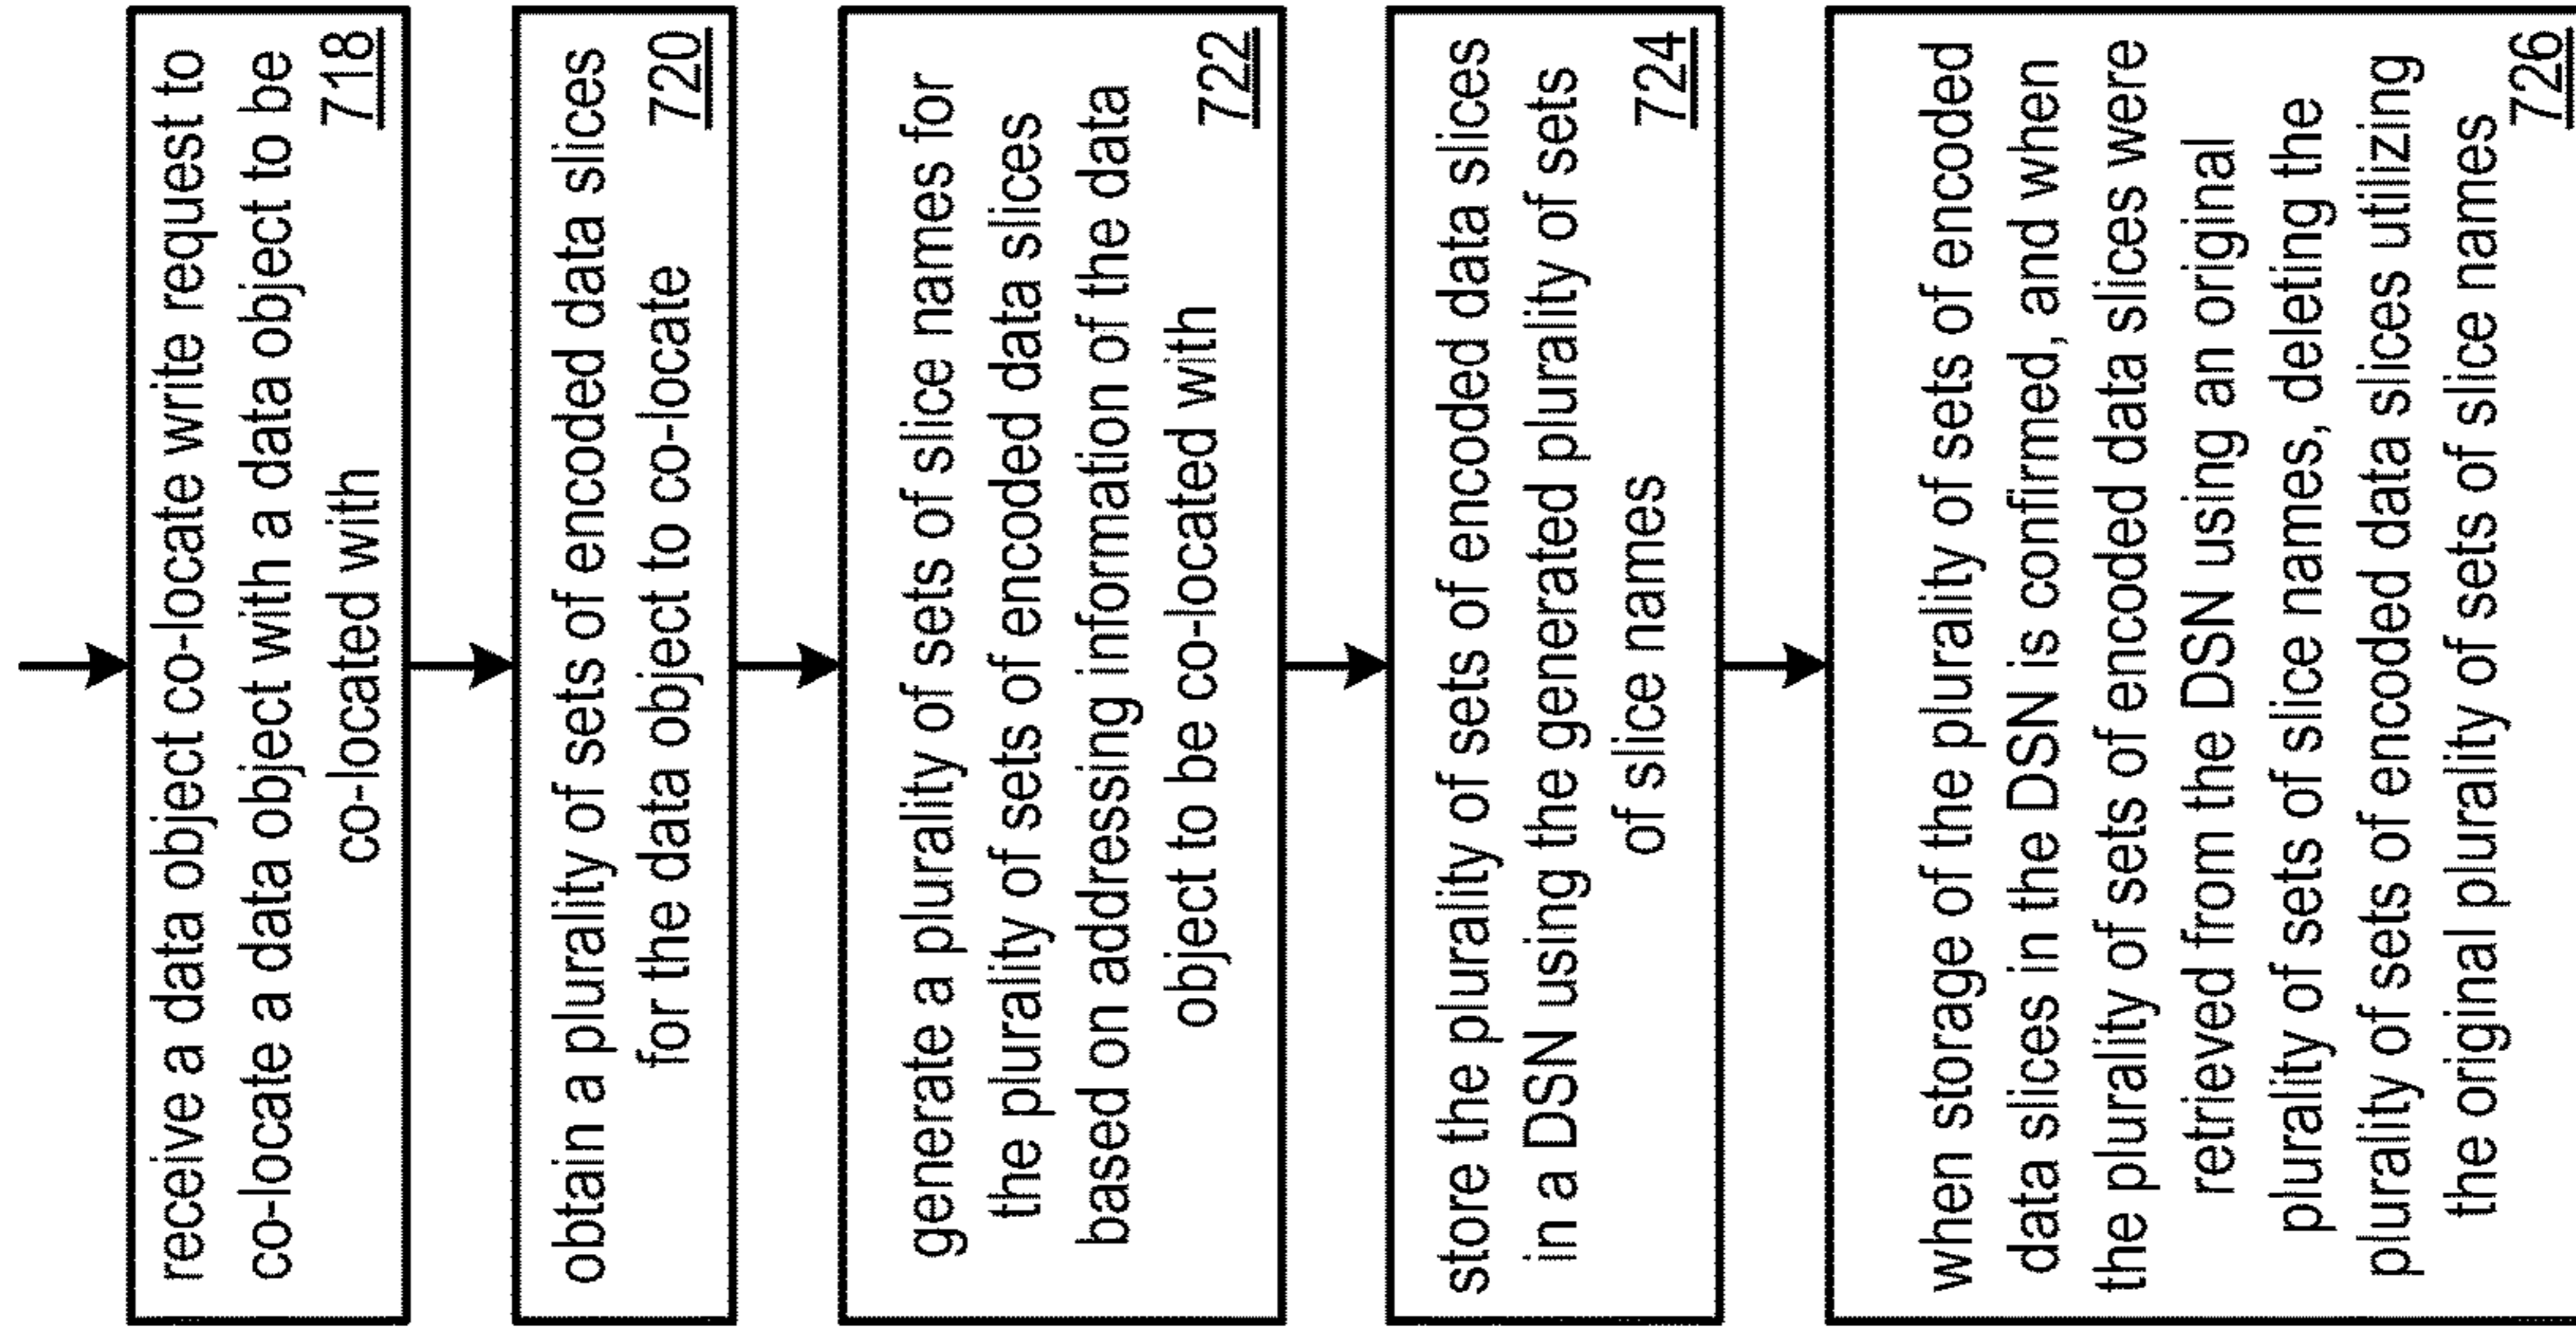 receive a data object co-locate write request to
co-locate a data object with a data object to be
co-located with
718
obtain a plurality of sets of encoded data slices
for the data object to co-locate
720
generate a plurality of sets of slice names for
the plurality of sets of encoded data slices
based on addressing information of the data
object to be co-located with
722
store the plurality of sets of encoded data slices
in a DSN using the generated plurality of sets
of slice names
724
when storage of the plurality of sets of encoded
data slices in the DSN is confirmed, and when
the plurality of sets of encoded data slices were
retrieved from the DSN using an original
plurality of sets of slice names, deleting the
plurality of sets of encoded data slices utilizing
the original plurality of sets of slice names
726